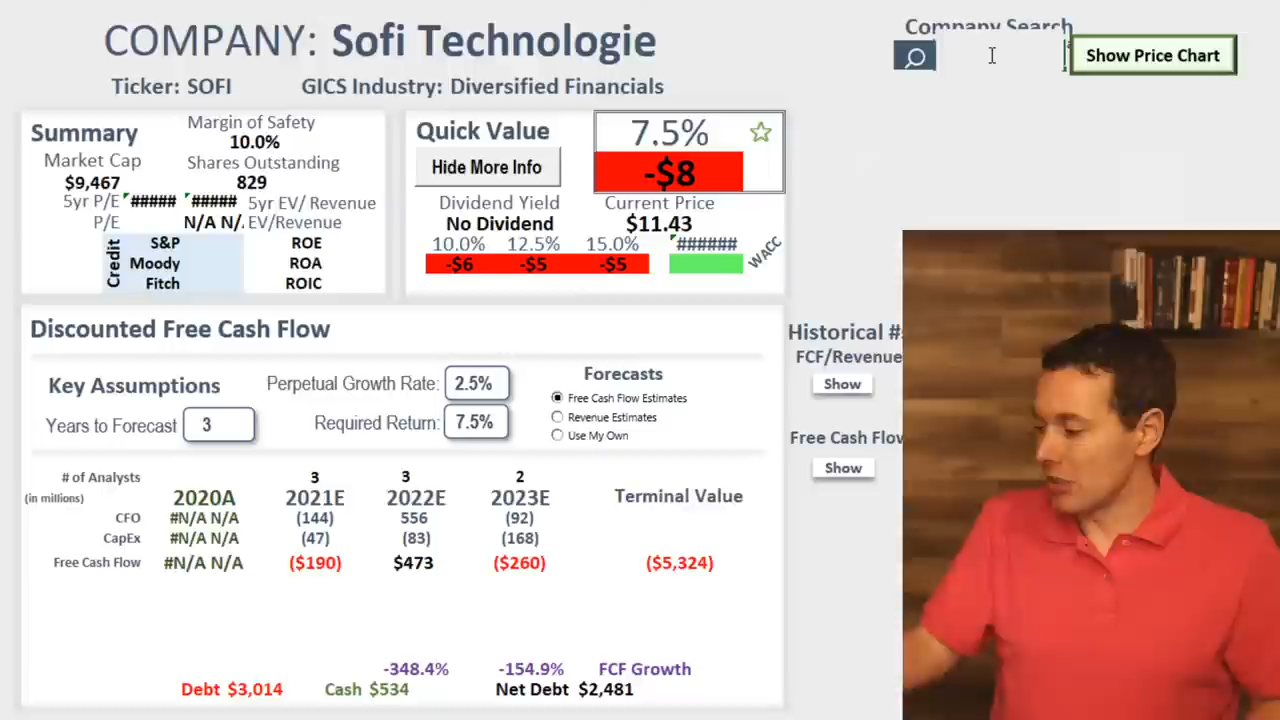 COMPANY: Sofi Technologie
Ticker: SOFI
GICS Industry: Diversified Financials
Company Search
Show Price Chart
Summary
Margin of Safety
10.0%
Market Cap
$9,467
Shares Outstanding
829
5yr P/E ##### ##### 5yr EV/ Revenue
P/E N/A N/ EV/Revenue
Credit
S&P
Moody
Fitch
ROE
ROA
ROIC
Quick Value
Hide More Info
7.5%
-$8
Dividend Yield
No Dividend
Current Price
$11.43
10.0% 12.5% 15.0% ######
-$6 -$5 -$5
WACC
Discounted Free Cash Flow
Key Assumptions
Years to Forecast 3
Perpetual Growth Rate: 2.5%
Required Return: 7.5%
Forecasts
Free Cash Flow Estimates
Revenue Estimates
Use My Own
# of Analysts 3 3 2
(in millions) 2020A 2021E 2022E 2023E Terminal Value
CFO #N/A N/A (144) 556 (92)
CapEx #N/A N/A (47) (83) (168)
Free Cash Flow #N/A N/A ($190) $473 ($260) ($5,324)
-348.4% -154.9% FCF Growth
Debt $3,014 Cash $534 Net Debt $2,481
Historical #
FCF/Revenue
Show
Free Cash Flow
Show